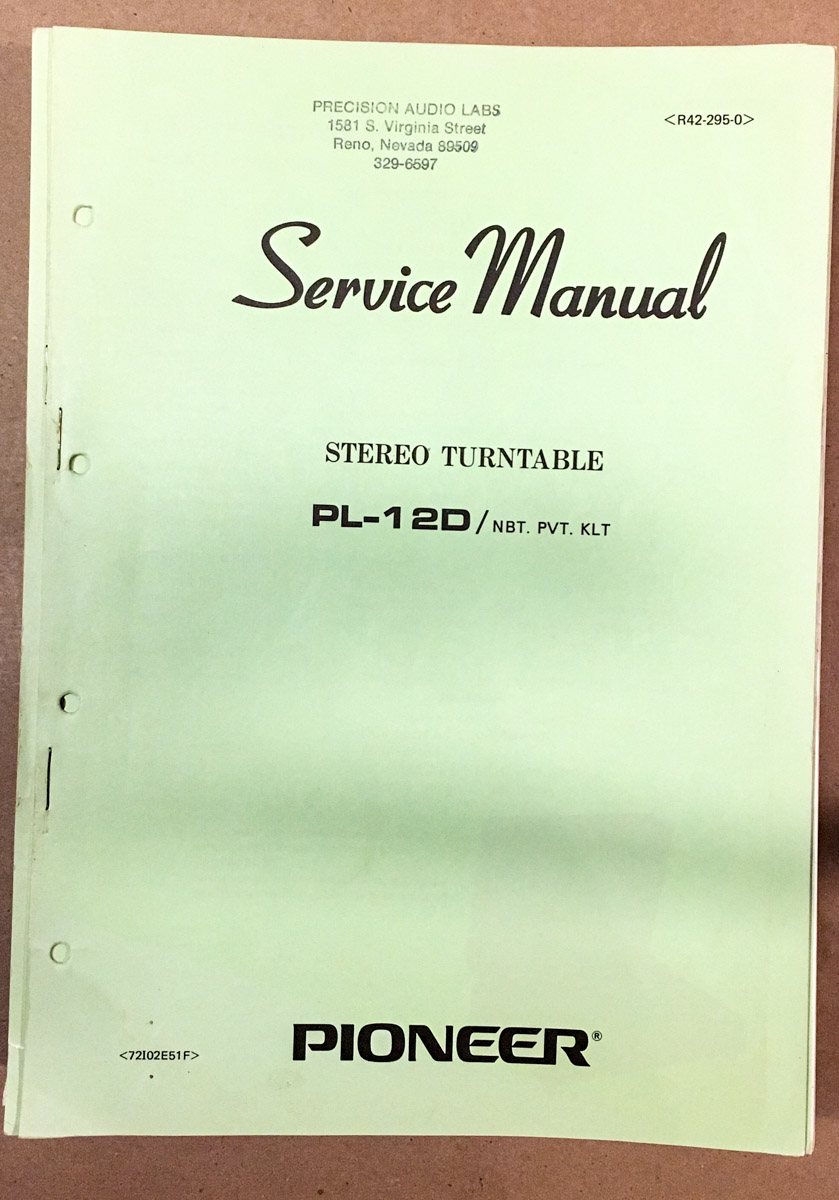 PRECISION AUDIO LABS
1581 S. Virginia Street
Reno, Nevada 89509
329-6597
<R42-295-0>
Service Manual
STEREO TURNTABLE
PL-12D/NBT. PVT. KLT
<72I02E51F>
PIONEER®